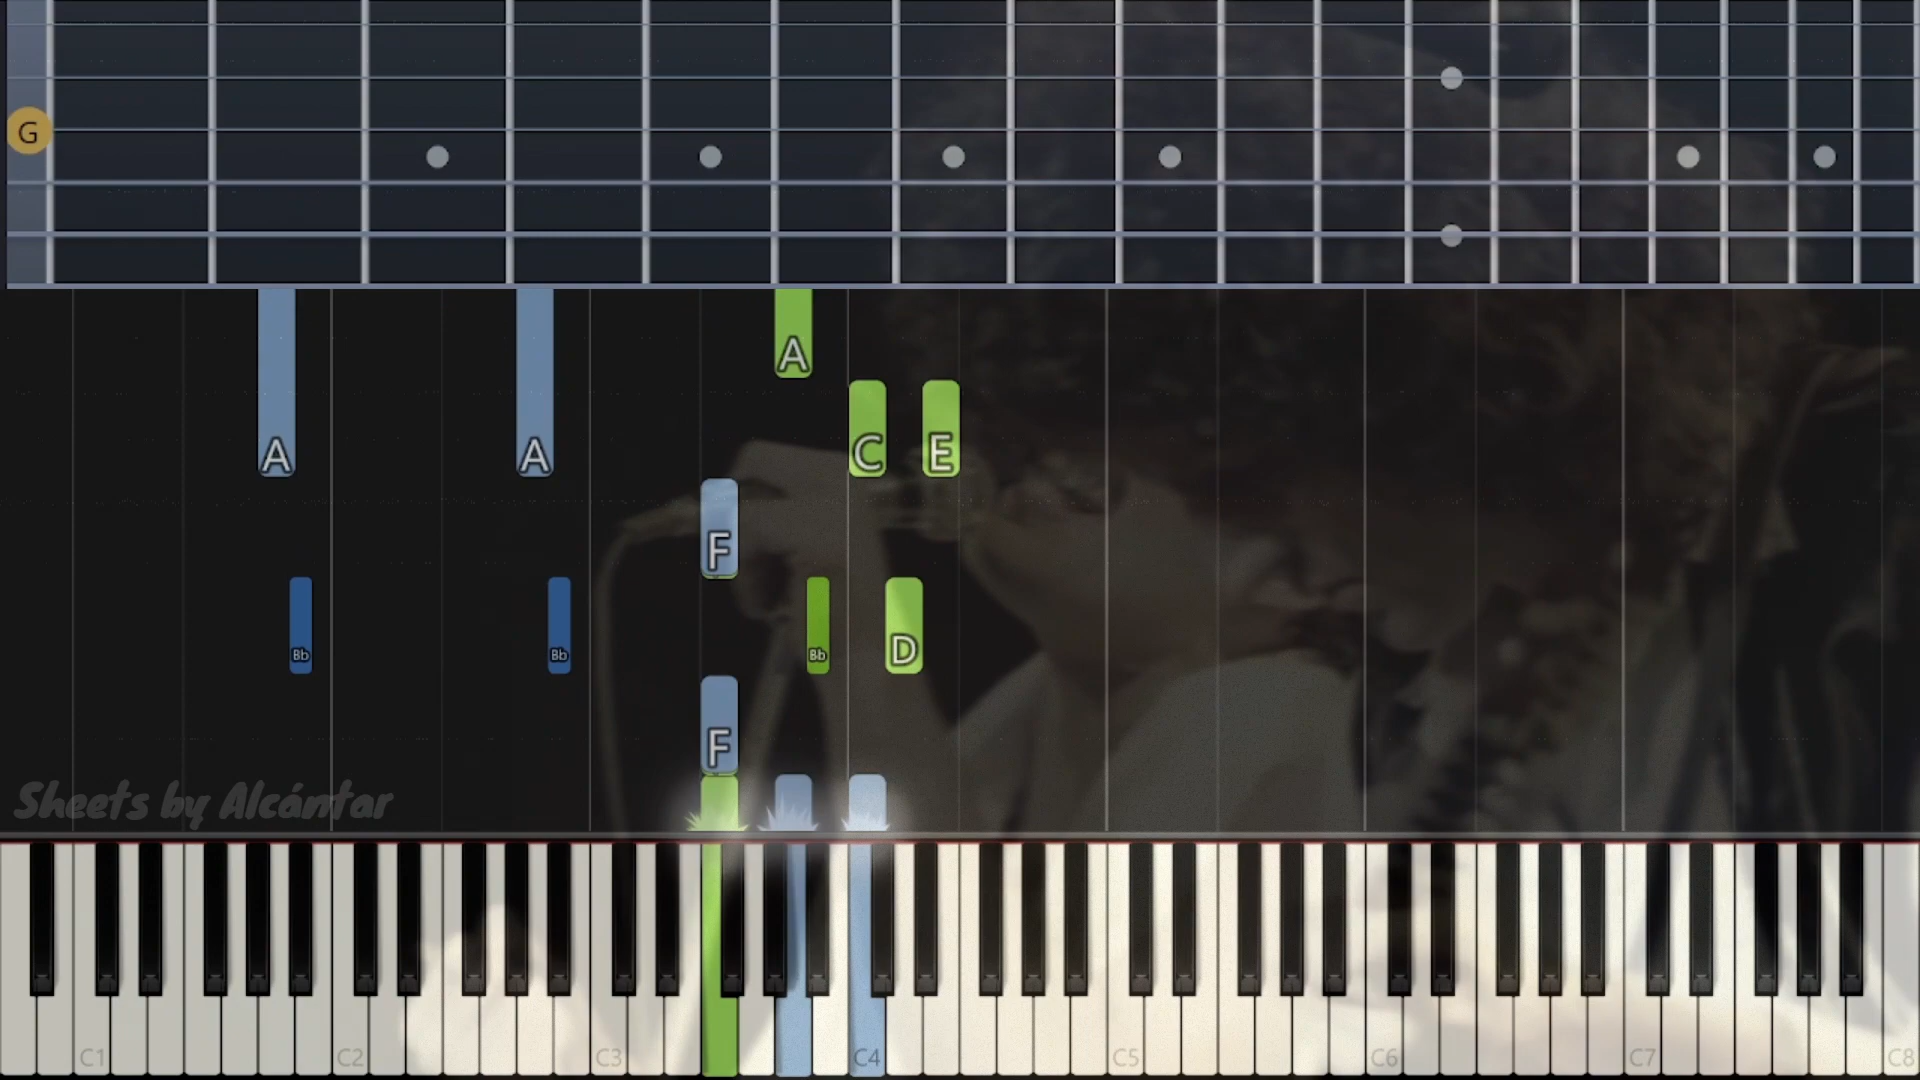 G
A
A A
C E
F
Bb Bb Bb D
F
Sheets by Alcántar
C1 C2 C3 C4 C5 C6 C7 C8